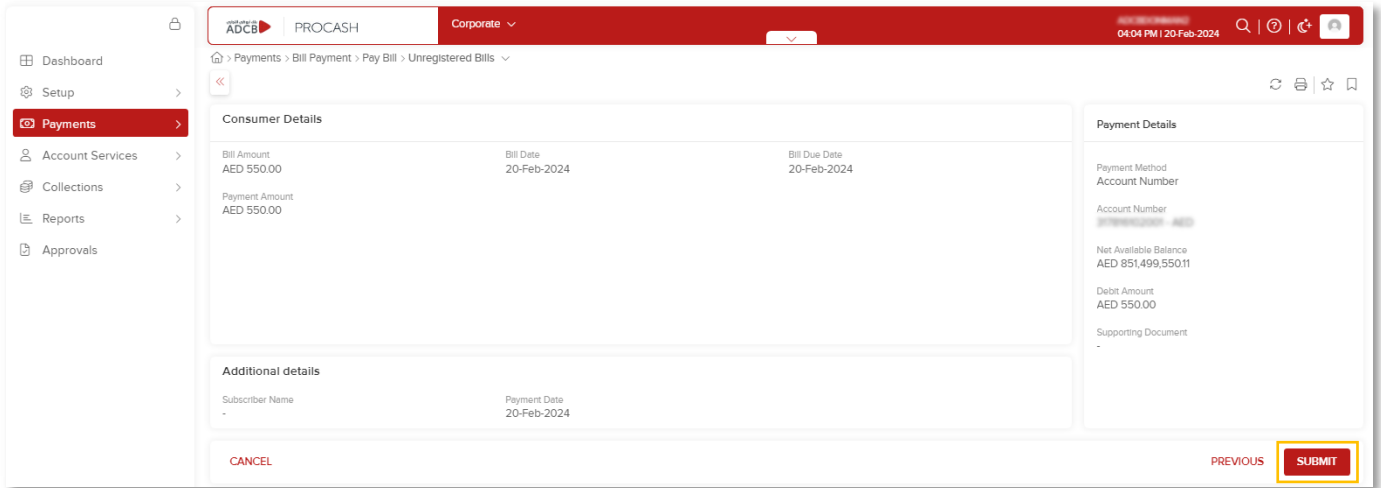 ADCB
PROCASH
Corporate
04:04 PM | 20-Feb-2024
Dashboard
Setup
Payments
Account Services
Collections
Reports
Approvals
> Payments > Bill Payment > Pay Bill > Unregistered Bills
Consumer Details
Bill Amount
AED 550.00
Bill Date
20-Feb-2024
Bill Due Date
20-Feb-2024
Payment Amount
AED 550.00
Additional details
Subscriber Name
-
Payment Date
20-Feb-2024
Payment Details
Payment Method
Account Number
Account Number
Net Available Balance
AED 851,499,550.11
Debit Amount
AED 550.00
Supporting Document
-
CANCEL
PREVIOUS
SUBMIT